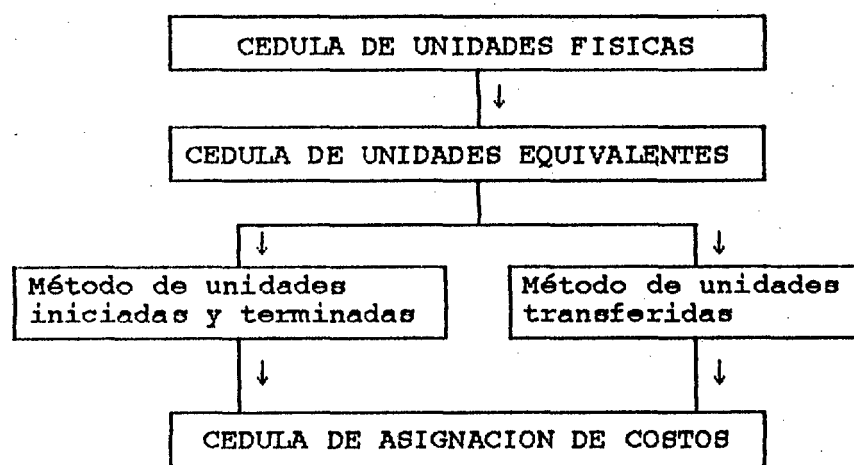 CEDULA DE UNIDADES FISICAS
↓
CEDULA DE UNIDADES EQUIVALENTES
↓ ↓
Método de unidades
iniciadas y terminadas
Método de unidades
transferidas
↓ ↓
CEDULA DE ASIGNACION DE COSTOS